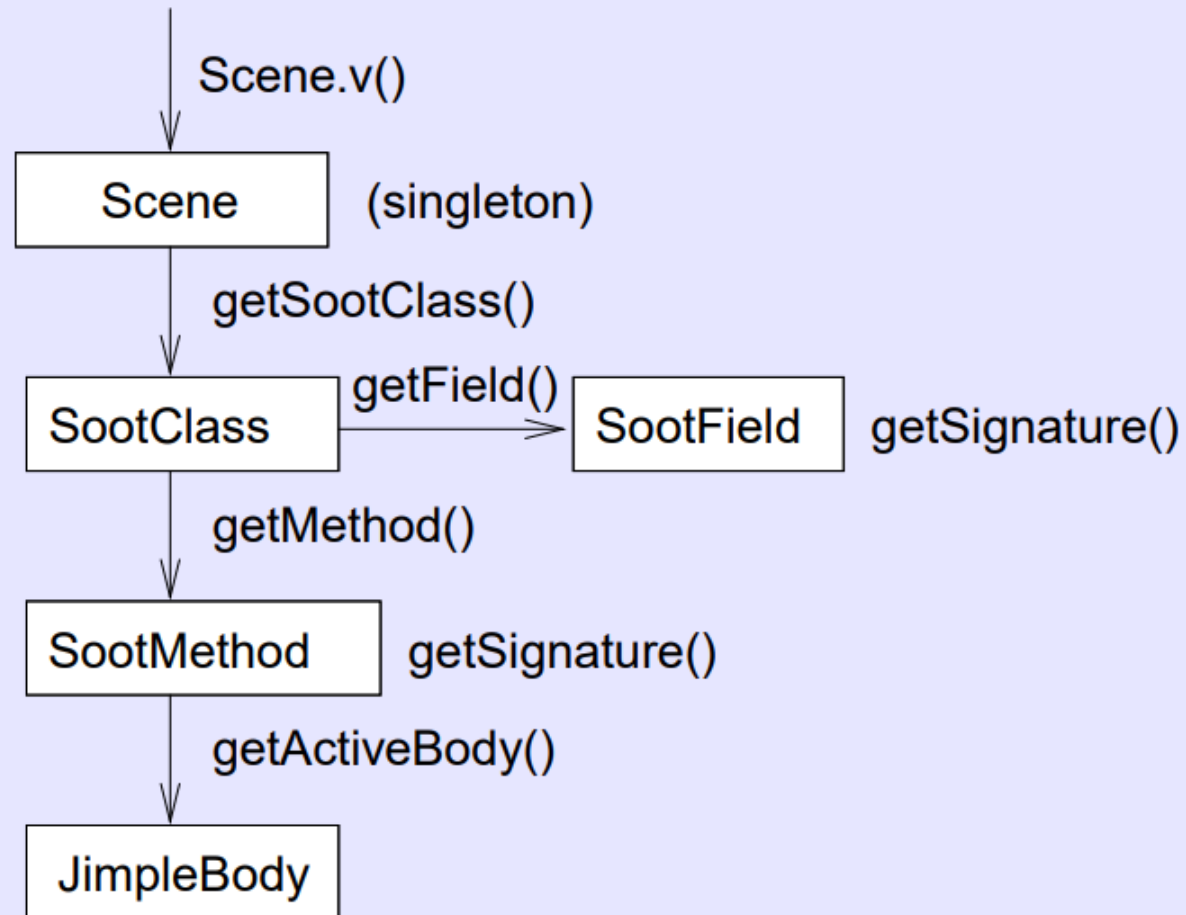 Scene.v()
Scene (singleton)
getSootClass()
getField()
SootClass SootField getSignature()
getMethod()
SootMethod getSignature()
getActiveBody()
JimpleBody